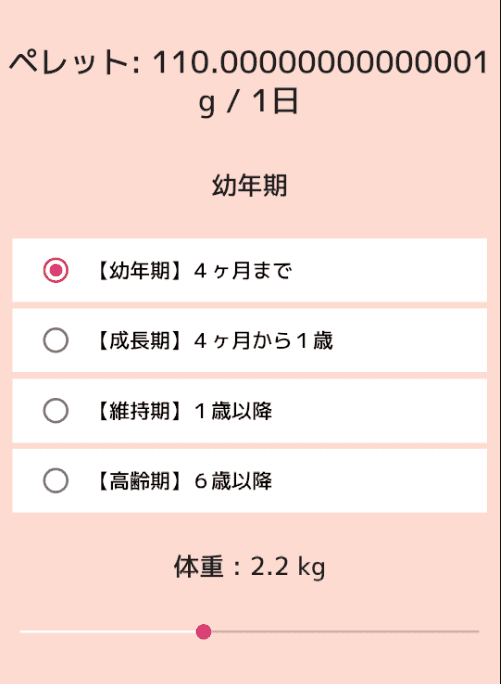 ペレット: 110.00000000000001
g / 1日
幼年期
【幼年期】４ヶ月まで
【成長期】４ヶ月から１歳
【維持期】１歳以降
【高齢期】６歳以降
体重：2.2 kg